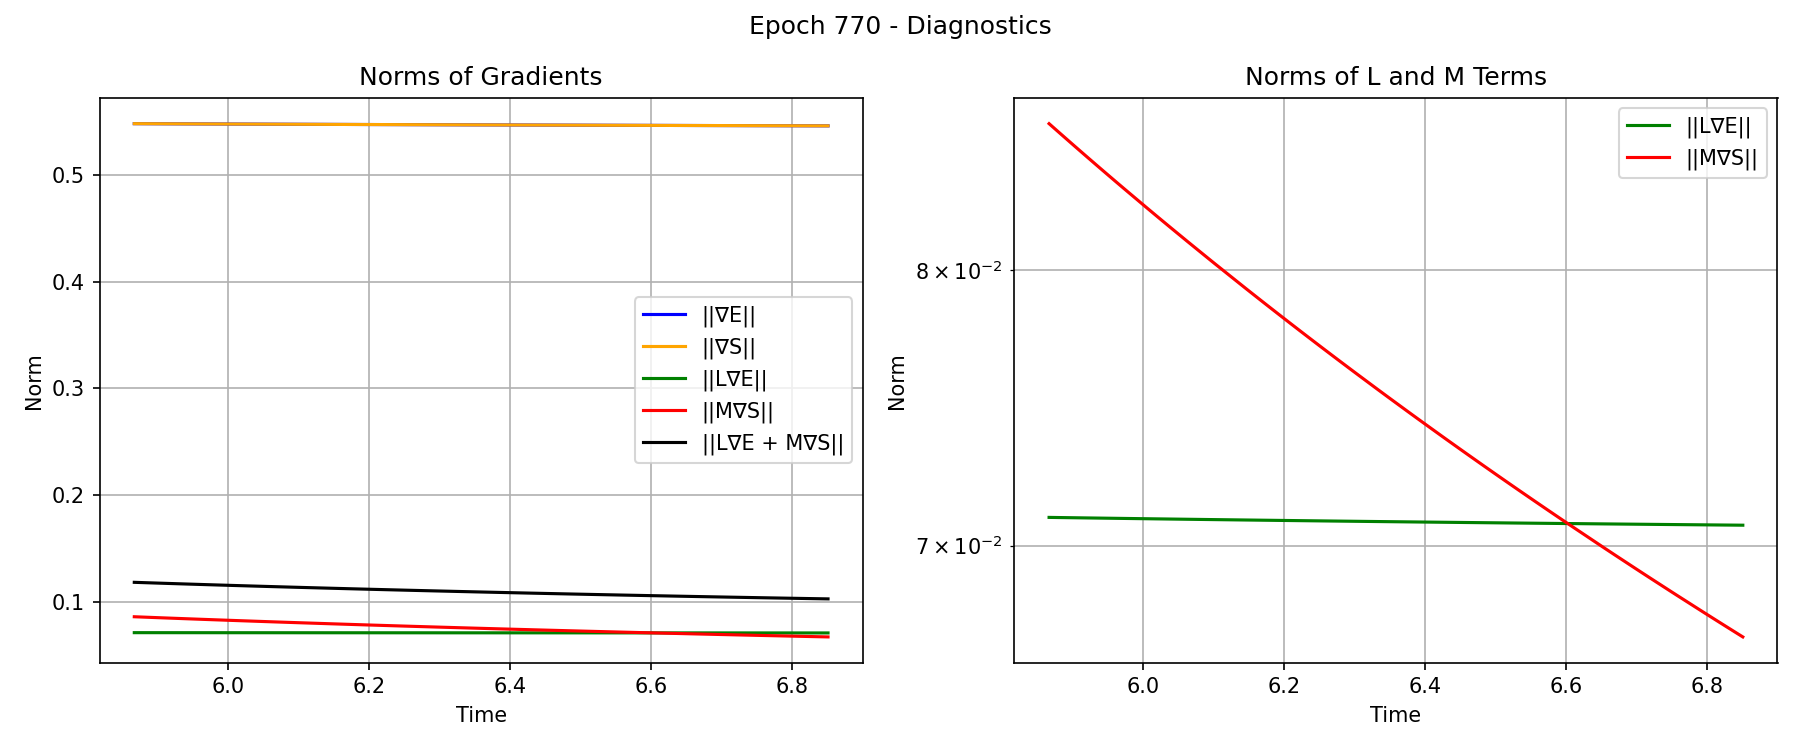 Epoch 770 - Diagnostics
Norms of Gradients
Norm
0.5
0.4
0.3
0.2
0.1
||∇E||
||∇S||
||L∇E||
||M∇S||
||L∇E + M∇S||
6.0 6.2 6.4 6.6 6.8
Time
Norms of L and M Terms
Norm
8 × 10⁻²
7 × 10⁻²
||L∇E||
||M∇S||
6.0 6.2 6.4 6.6 6.8
Time